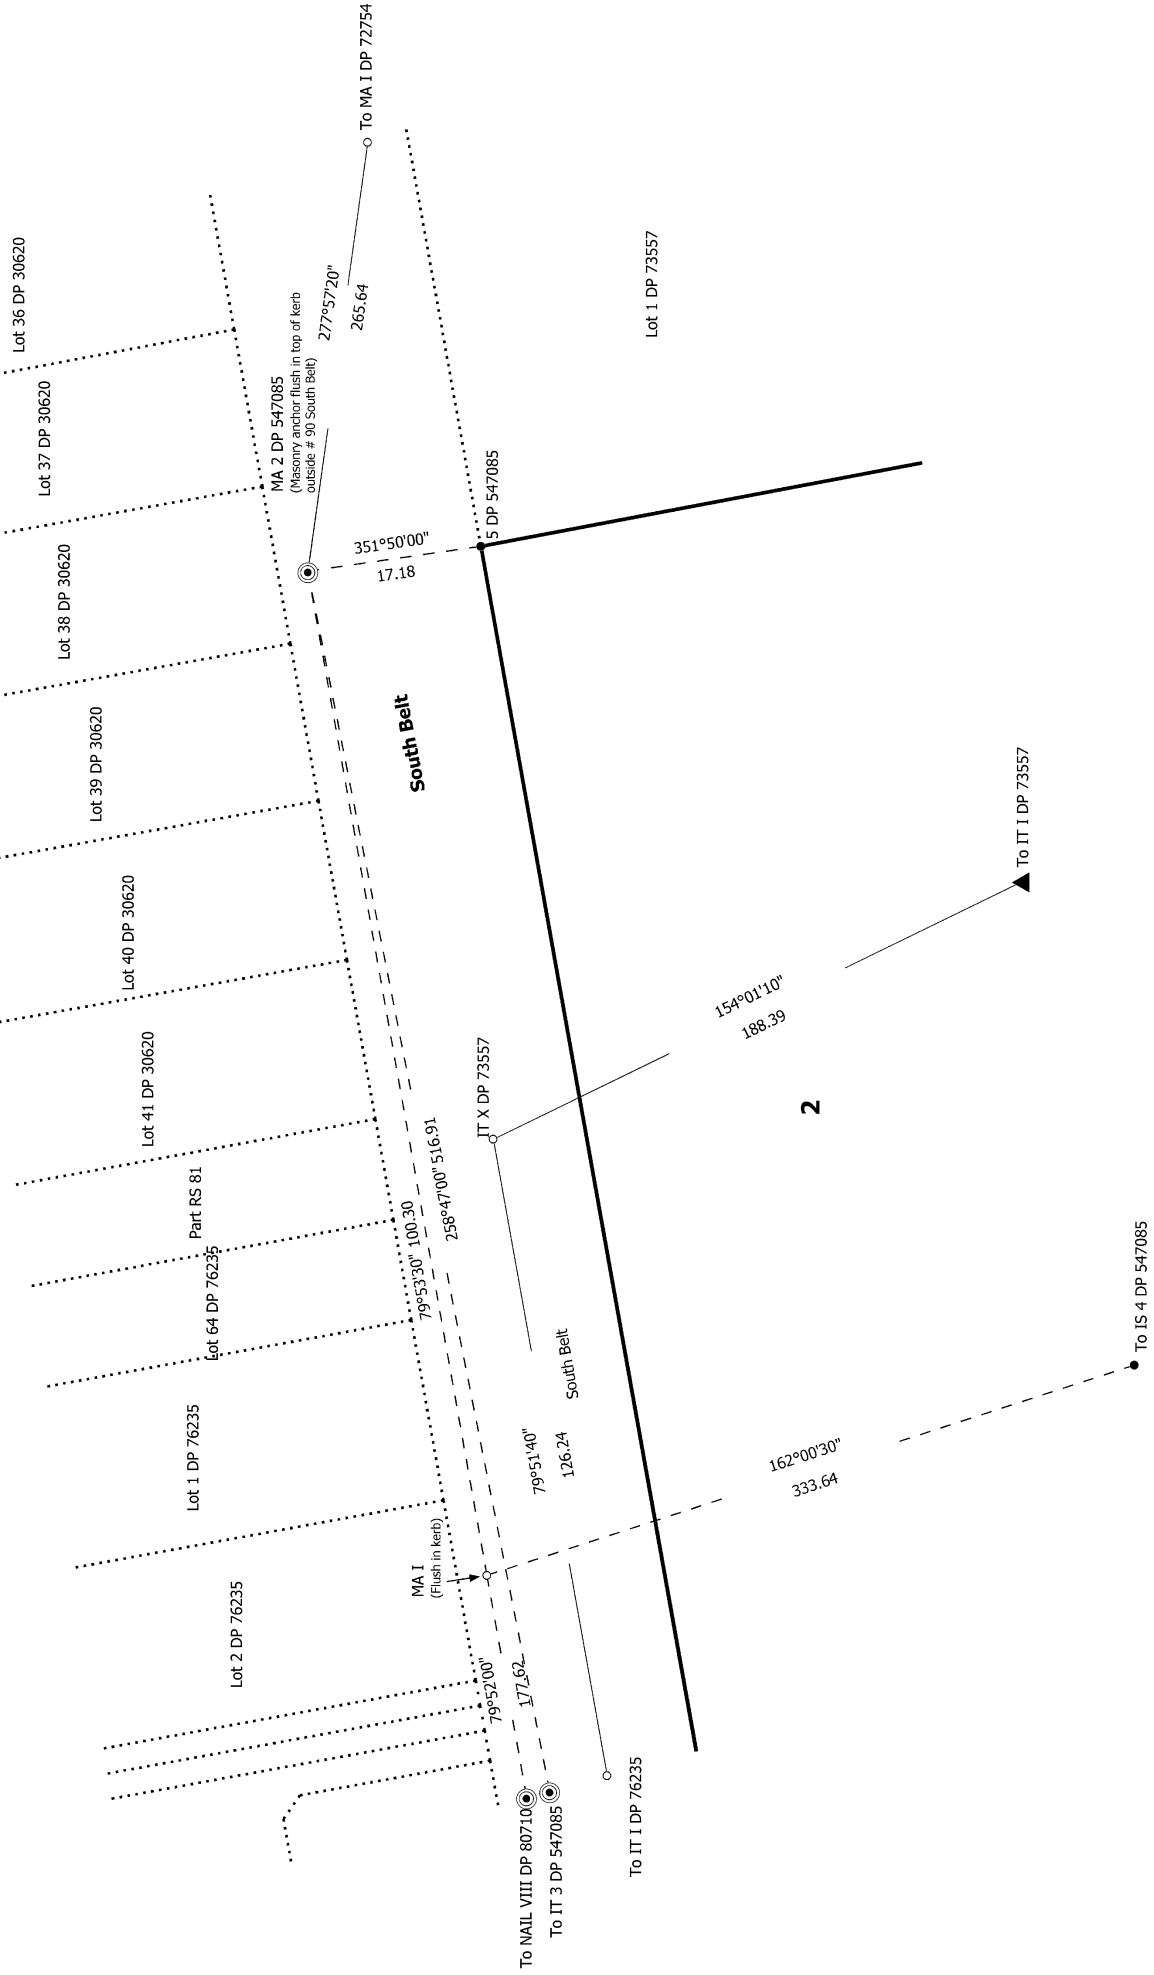 To MA I DP 72754
Lot 36 DP 30620
277°57'20"
265.64
Lot 1 DP 73557
Lot 37 DP 30620
MA 2 DP 547085
(Masonry anchor flush in top of kerb
outside # 90 South Belt)
5 DP 547085
351°50'00"
17.18
Lot 38 DP 30620
Lot 39 DP 30620
South Belt
To IT I DP 73557
Lot 40 DP 30620
154°01'10"
188.39
Lot 41 DP 30620
IT X DP 73557
2
Part RS 81
79°53'30" 100.30
258°47'00" 516.91
Lot 64 DP 76235
South Belt
To IS 4 DP 547085
Lot 1 DP 76235
79°51'40"
126.24
162°00'30"
333.64
MA I
(Flush in kerb)
Lot 2 DP 76235
79°52'00"
177.62
To NAIL VIII DP 80710
To IT 3 DP 547085
To IT I DP 76235